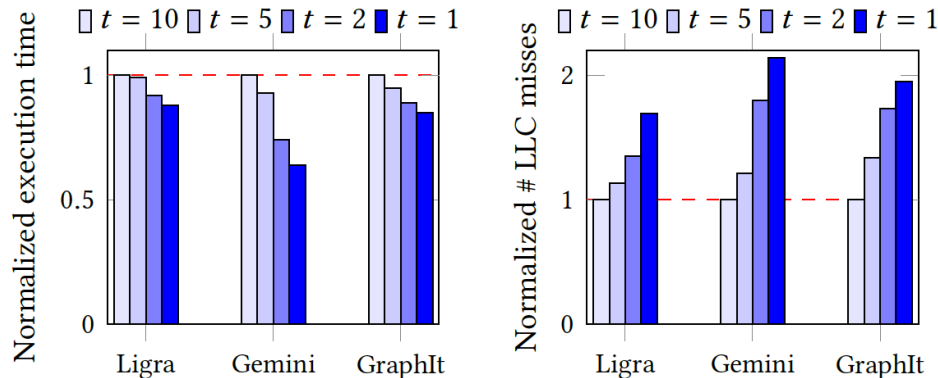 t = 10 t = 5 t = 2 t = 1
Normalized execution time
1
0.5
0
Ligra Gemini GraphIt
t = 10 t = 5 t = 2 t = 1
Normalized # LLC misses
2
1
0
Ligra Gemini GraphIt